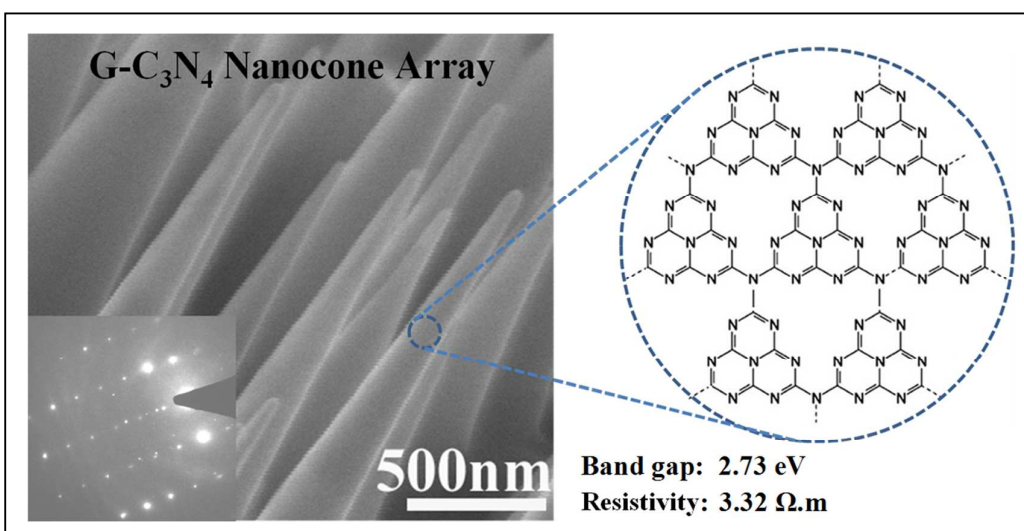 G-C₃N₄ Nanocone Array
500nm
Band gap: 2.73 eV
Resistivity: 3.32 Ω.m